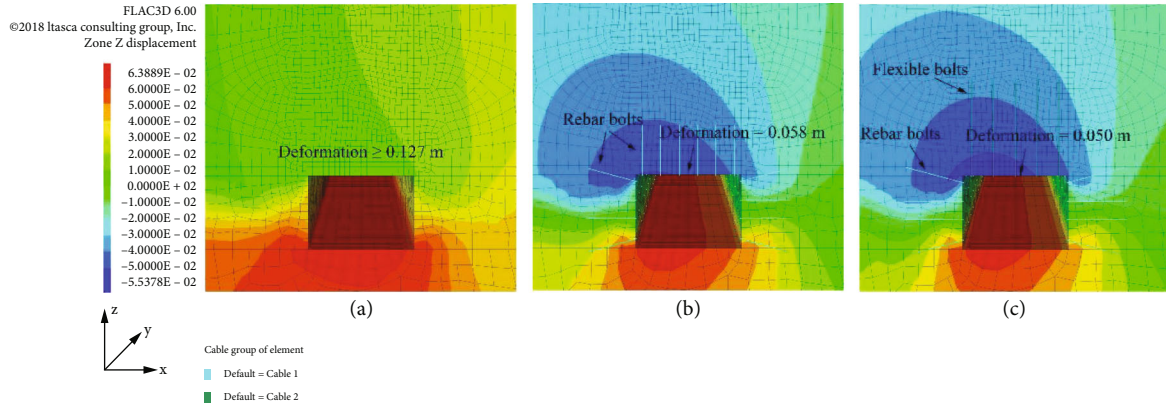 FLAC3D 6.00
©2018 ltasca consulting group, Inc.
Zone Z displacement
6.3889E – 02
6.0000E – 02
5.0000E – 02
4.0000E – 02
3.0000E – 02
2.0000E – 02
1.0000E – 02
0.0000E + 02
–1.0000E – 02
–2.0000E – 02
–3.0000E – 02
–4.0000E – 02
–5.0000E – 02
–5.5378E – 02
z
y
x
Deformation ≥ 0.127 m
(a)
Rebar bolts
Deformation = 0.058 m
(b)
Flexible bolts
Rebar bolts
Deformation = 0.050 m
(c)
Cable group of element
Default = Cable 1
Default = Cable 2